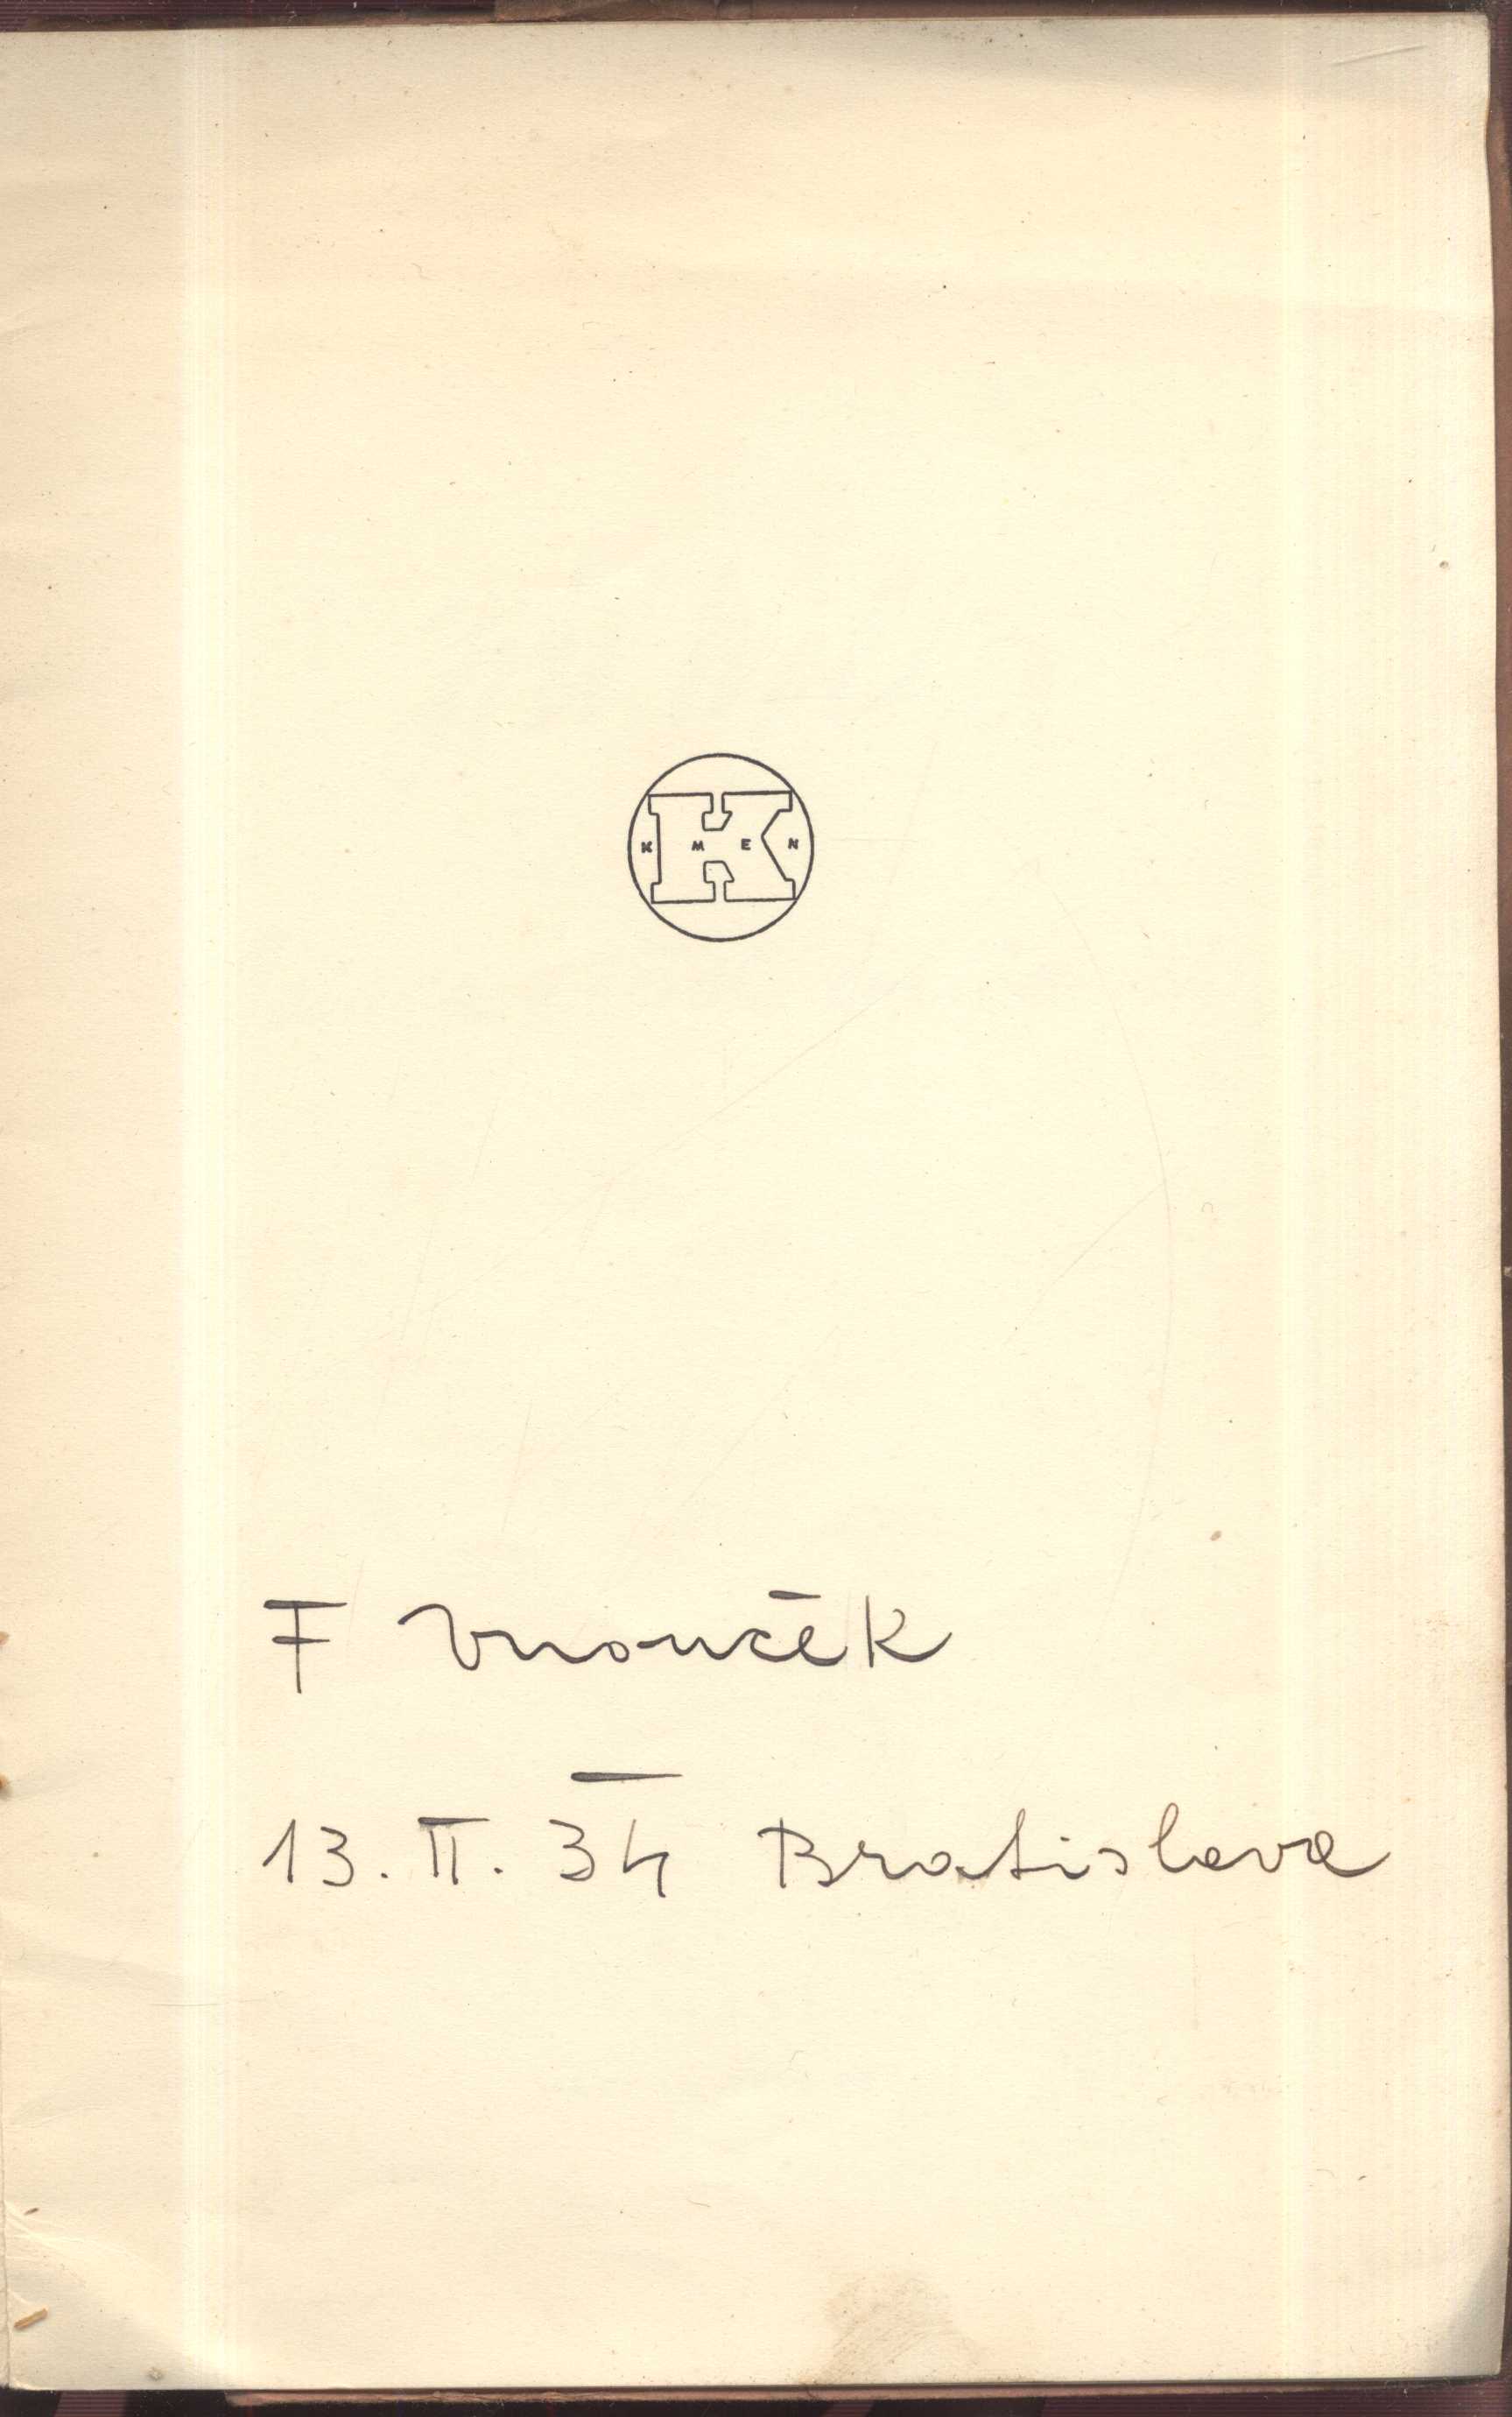 K M E N
F Vnouček
13. II. 34 Bratislava